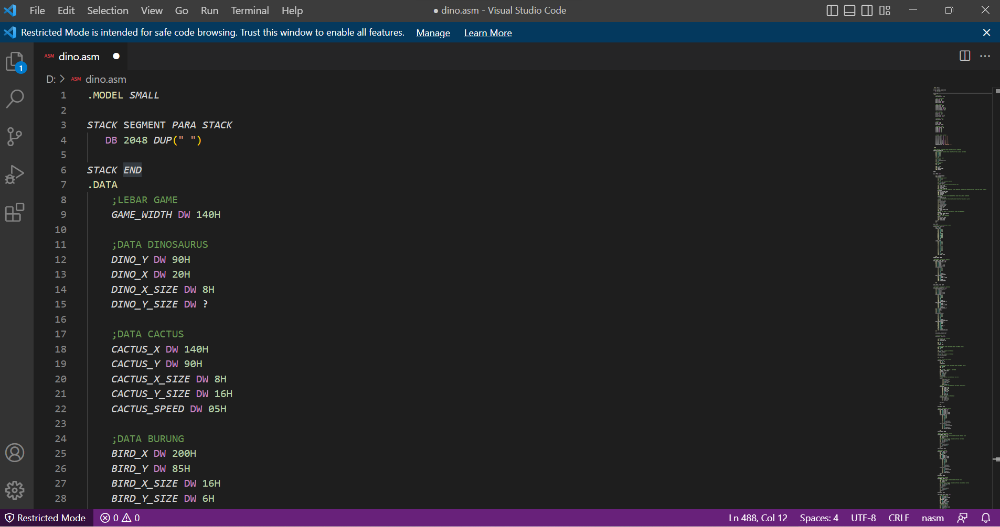 File Edit Selection View Go Run Terminal Help
● dino.asm - Visual Studio Code
Restricted Mode is intended for safe code browsing. Trust this window to enable all features. Manage Learn More
ASM dino.asm
1
D: > ASM dino.asm
1 .MODEL SMALL
2
3 STACK SEGMENT PARA STACK
4 DB 2048 DUP(" ")
5
6 STACK END
7 .DATA
8 ;LEBAR GAME
9 GAME_WIDTH DW 140H
10
11 ;DATA DINOSAURUS
12 DINO_Y DW 90H
13 DINO_X DW 20H
14 DINO_X_SIZE DW 8H
15 DINO_Y_SIZE DW ?
16
17 ;DATA CACTUS
18 CACTUS_X DW 140H
19 CACTUS_Y DW 90H
20 CACTUS_X_SIZE DW 8H
21 CACTUS_Y_SIZE DW 16H
22 CACTUS_SPEED DW 05H
23
24 ;DATA BURUNG
25 BIRD_X DW 200H
26 BIRD_Y DW 85H
27 BIRD_X_SIZE DW 16H
28 BIRD_Y_SIZE DW 6H
Restricted Mode 0 0 Ln 488, Col 12 Spaces: 4 UTF-8 CRLF nasm